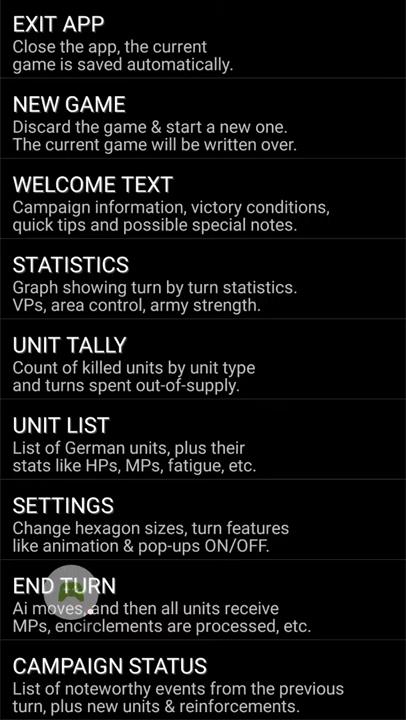 EXIT APP
Close the app, the current
game is saved automatically.
NEW GAME
Discard the game & start a new one.
The current game will be written over.
WELCOME TEXT
Campaign information, victory conditions,
quick tips and possible special notes.
STATISTICS
Graph showing turn by turn statistics.
VPs, area control, army strength.
UNIT TALLY
Count of killed units by unit type
and turns spent out-of-supply.
UNIT LIST
List of German units, plus their
stats like HPs, MPs, fatigue, etc.
SETTINGS
Change hexagon sizes, turn features
like animation & pop-ups ON/OFF.
END TURN
Ai moves, and then all units receive
MPs, encirclements are processed, etc.
CAMPAIGN STATUS
List of noteworthy events from the previous
turn, plus new units & reinforcements.